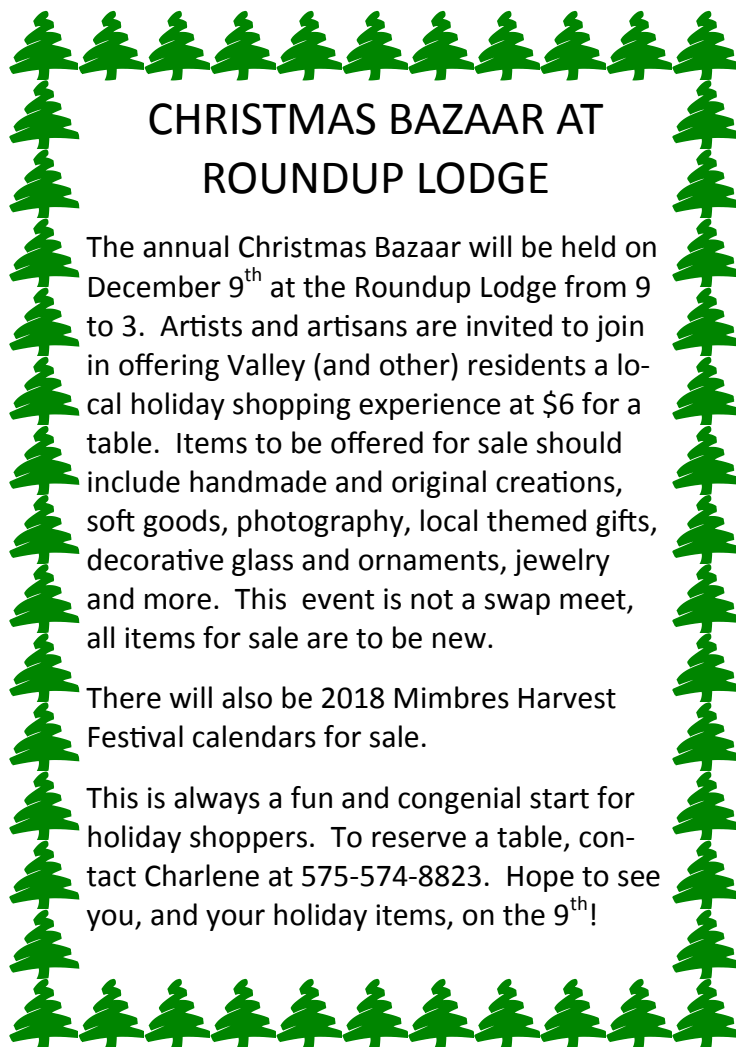 CHRISTMAS BAZAAR AT
ROUNDUP LODGE
The annual Christmas Bazaar will be held on
December 9th at the Roundup Lodge from 9
to 3.  Artists and artisans are invited to join
in offering Valley (and other) residents a lo-
cal holiday shopping experience at $6 for a
table.  Items to be offered for sale should
include handmade and original creations,
soft goods, photography, local themed gifts,
decorative glass and ornaments, jewelry
and more.  This  event is not a swap meet,
all items for sale are to be new.
There will also be 2018 Mimbres Harvest
Festival calendars for sale.
This is always a fun and congenial start for
holiday shoppers.  To reserve a table, con-
tact Charlene at 575-574-8823.  Hope to see
you, and your holiday items, on the 9th!